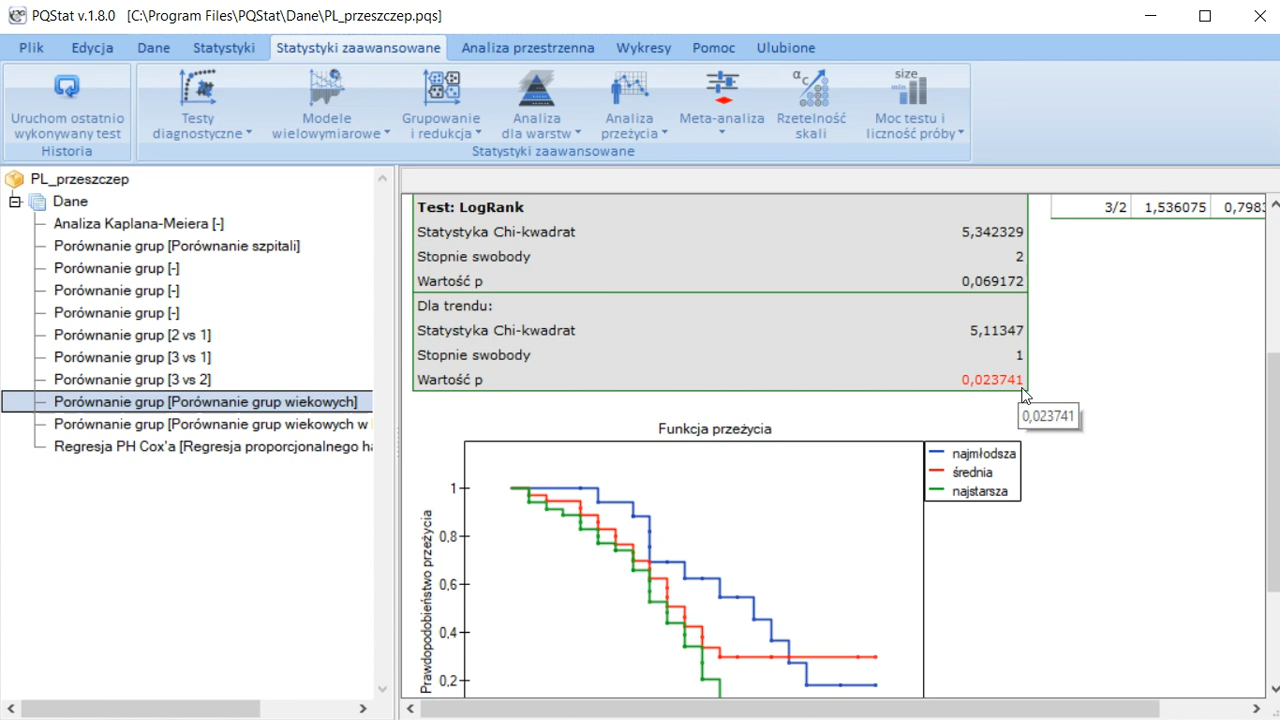 PQStat v.1.8.0 [C:\Program Files\PQStat\Dane\PL_przeszczep.pqs]
Plik Edycja Dane Statystyki Statystyki zaawansowane Analiza przestrzenna Wykresy Pomoc Ulubione
Uruchom ostatnio wykonywany test
Testy diagnostyczne
Modele wielowymiarowe
Grupowanie i redukcja
Analiza dla warstw
Analiza przeżycia
Meta-analiza
Rzetelność skali
Moc testu i liczność próby
Historia
Statystyki zaawansowane
PL_przeszczep
Dane
Analiza Kaplana-Meiera [-]
Porównanie grup [Porównanie szpitali]
Porównanie grup [-]
Porównanie grup [-]
Porównanie grup [-]
Porównanie grup [2 vs 1]
Porównanie grup [3 vs 1]
Porównanie grup [3 vs 2]
Porównanie grup [Porównanie grup wiekowych]
Porównanie grup [Porównanie grup wiekowych w
Regresja PH Cox'a [Regresja proporcjonalnego ha
Test: LogRank
Statystyka Chi-kwadrat 5,342329
Stopnie swobody 2
Wartość p 0,069172
Dla trendu:
Statystyka Chi-kwadrat 5,11347
Stopnie swobody 1
Wartość p 0,023741
3/2 1,536075 0,7983
0,023741
Funkcja przeżycia
najmłodsza
średnia
najstarsza
Prawdopodobieństwo przeżycia
1
0,8
0,6
0,4
0,2